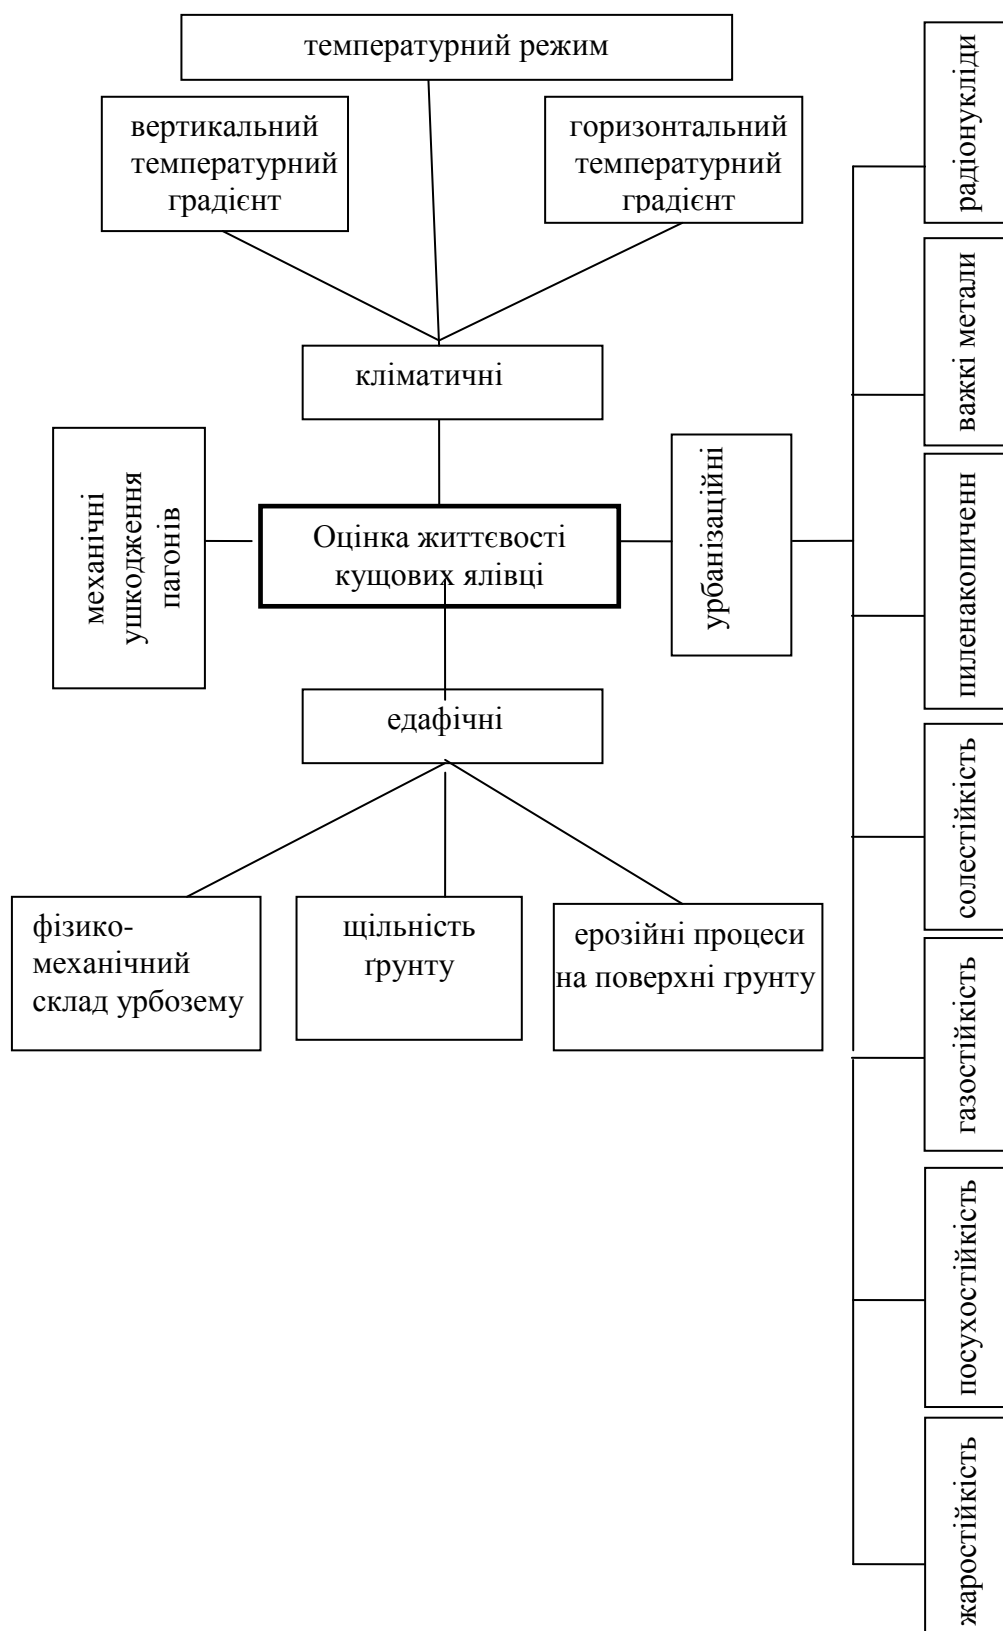 температурний режим
вертикальний
температурний
градієнт
горизонтальний
температурний
градієнт
кліматичні
механічні
ушкодження
пагонів
Оцінка життєвості
кущових ялівці
урбанізаційні
едафічні
фізико-
механічний
склад урбозему
щільність
ґрунту
ерозійні процеси
на поверхні грунту
радіонукліди
важкі метали
пиленакопиченн
солестійкість
газостійкість
посухостійкість
жаростійкість